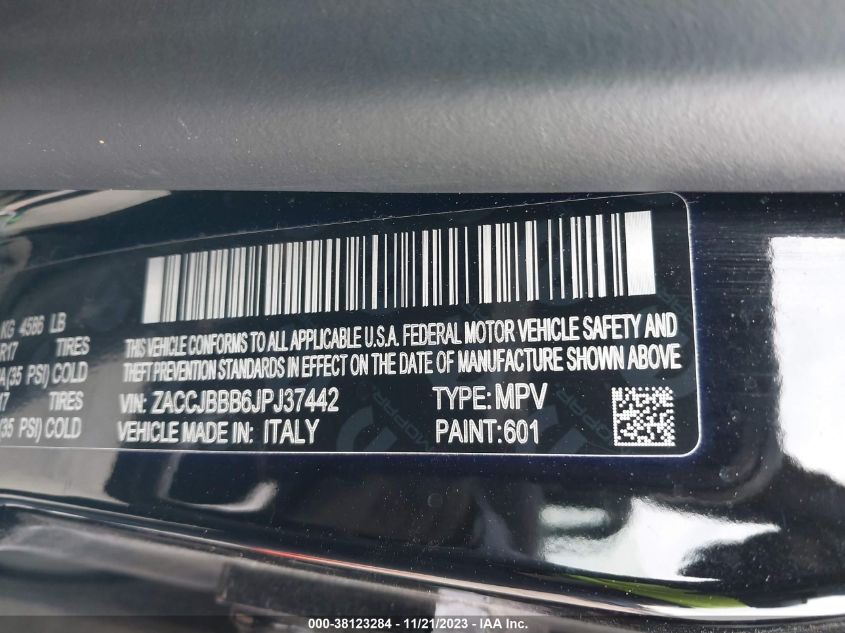 KG 4586 LB
R17 TIRES
(35 PSI) COLD
TIRES
(35 PSI) COLD
THIS VEHICLE CONFORMS TO ALL APPLICABLE U.S.A. FEDERAL MOTOR VEHICLE SAFETY AND
THEFT PREVENTION STANDARDS IN EFFECT ON THE DATE OF MANUFACTURE SHOWN ABOVE
VIN: ZACCJBBB6JPJ37442 TYPE: MPV
VEHICLE MADE IN: ITALY PAINT:601
MOPAR
000-38123284 - 11/21/2023 - © IAA Inc.